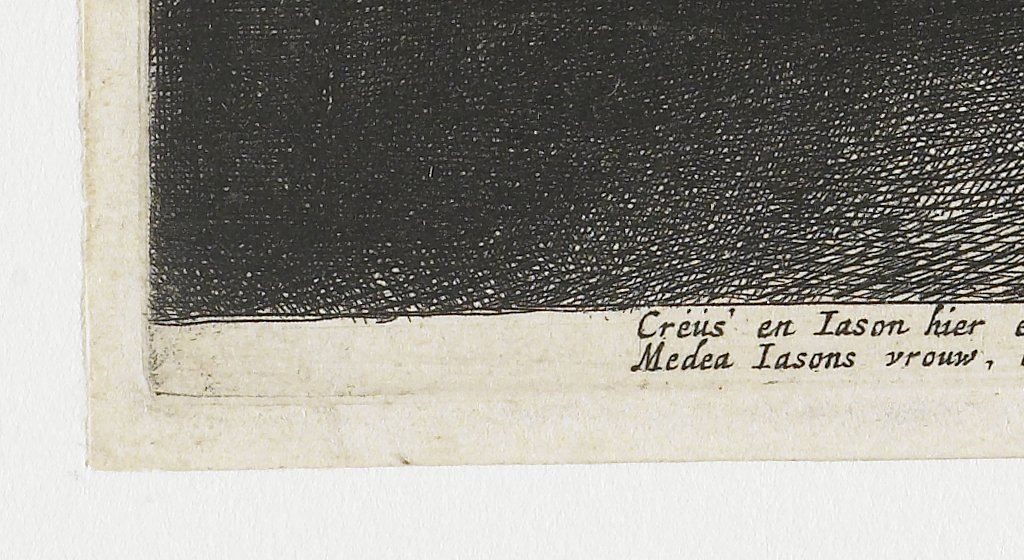 Creüs' en Iason hier
Medea Iasons vrouw,